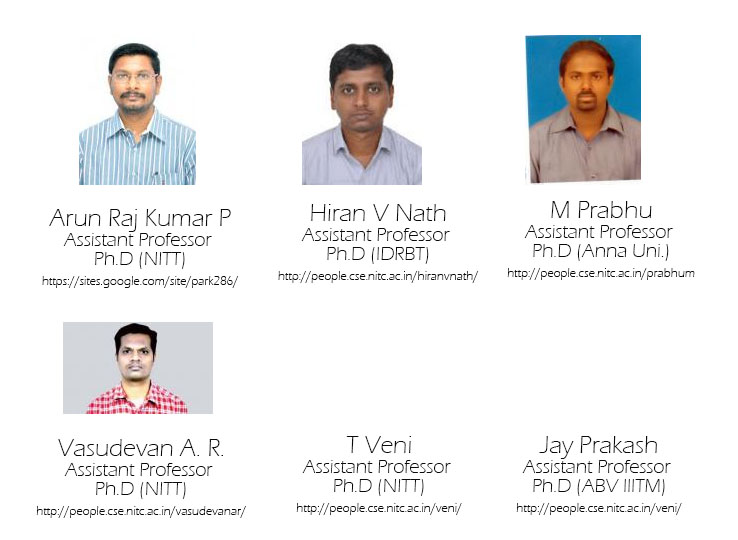 Arun Raj Kumar P
Assistant Professor
Ph.D (NITT)
https://sites.google.com/site/park286/
Hiran V Nath
Assistant Professor
Ph.D (IDRBT)
http://people.cse.nitc.ac.in/hiranvnath/
M Prabhu
Assistant Professor
Ph.D (Anna Uni.)
http://people.cse.nitc.ac.in/prabhum
Vasudevan A. R.
Assistant Professor
Ph.D (NITT)
http://people.cse.nitc.ac.in/vasudevanar/
T Veni
Assistant Professor
Ph.D (NITT)
http://people.cse.nitc.ac.in/veni/
Jay Prakash
Assistant Professor
Ph.D (ABV IIITM)
http://people.cse.nitc.ac.in/veni/